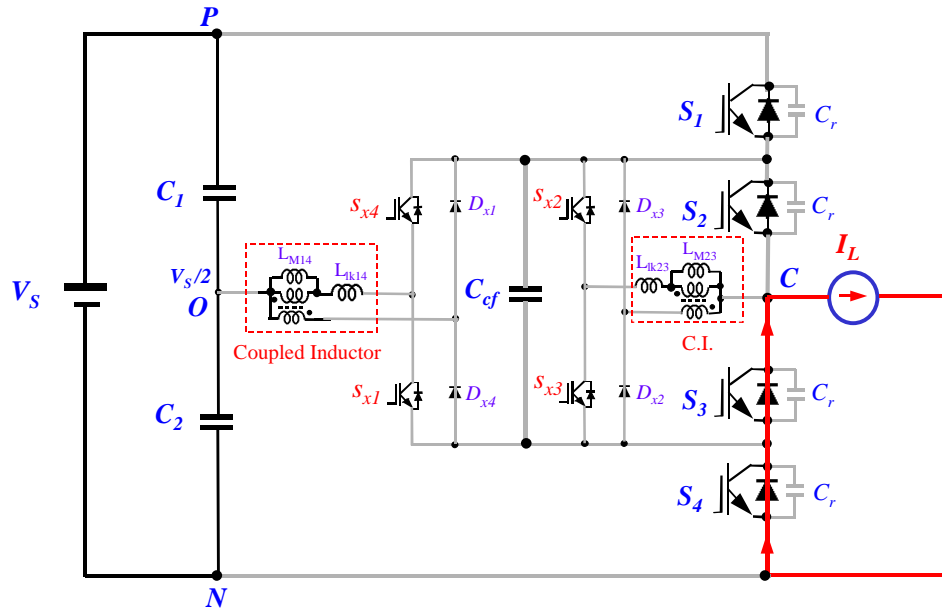 P
S1
Cr
C1
sx4
Dx1
sx2
Dx3
S2
Cr
LM14
Llk14
LM23
Llk23
IL
VS
VS/2
O
Ccf
C
Coupled Inductor
C.I.
C2
sx1
Dx4
sx3
Dx2
S3
Cr
S4
Cr
N